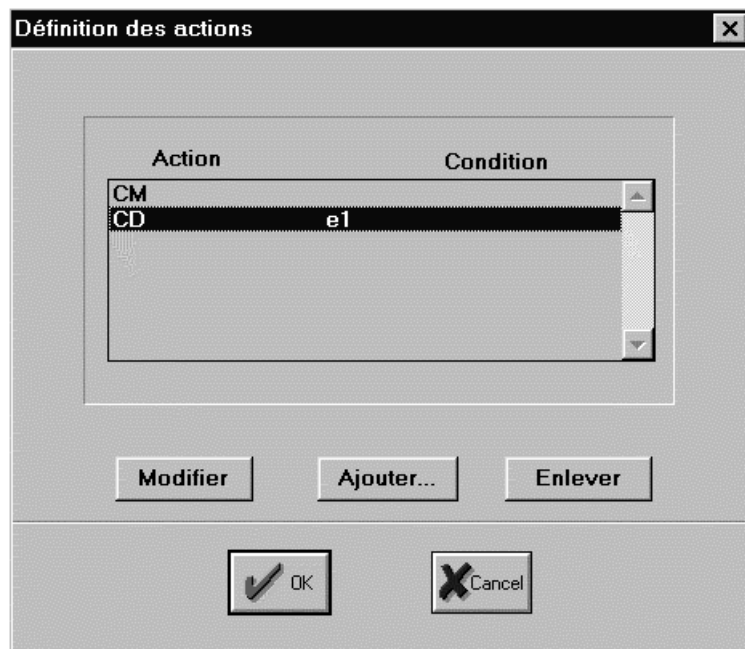 Définition des actions
Action Condition
CM
CD e1
Modifier Ajouter... Enlever
OK Cancel